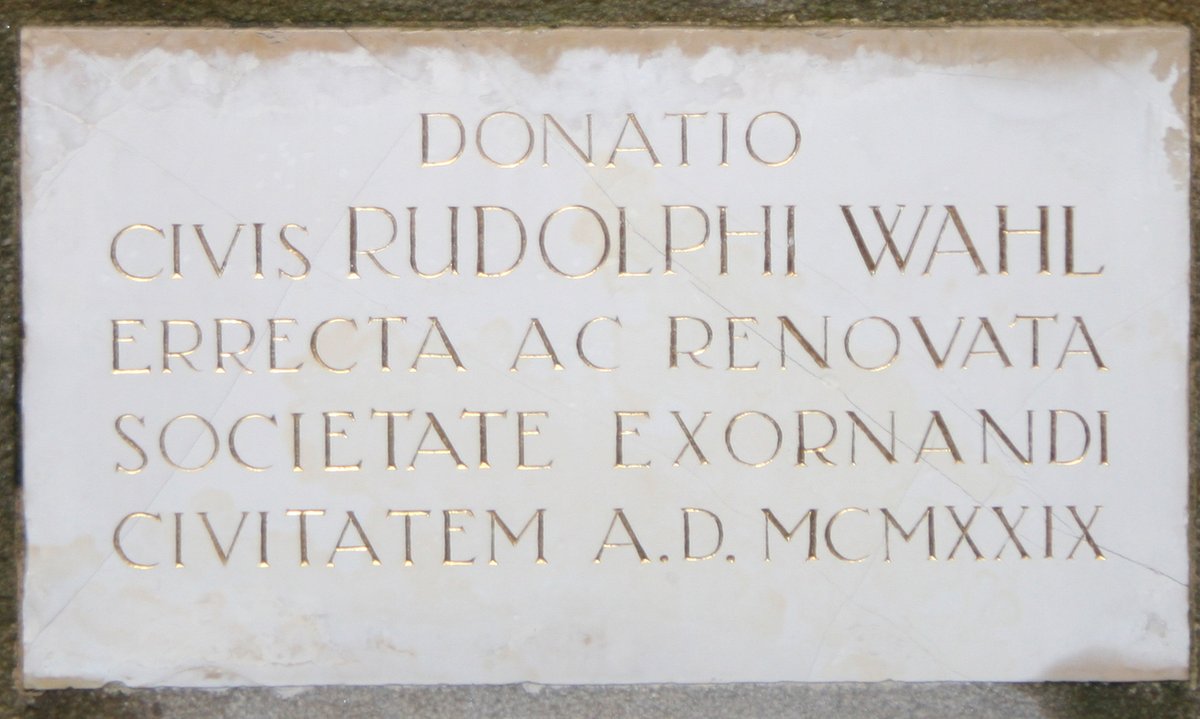 DONATIO
CIVIS RUDOLPHI WAHL
ERRECTA AC RENOVATA
SOCIETATE EXORNANDI
CIVITATEM A.D. MCMXXIX